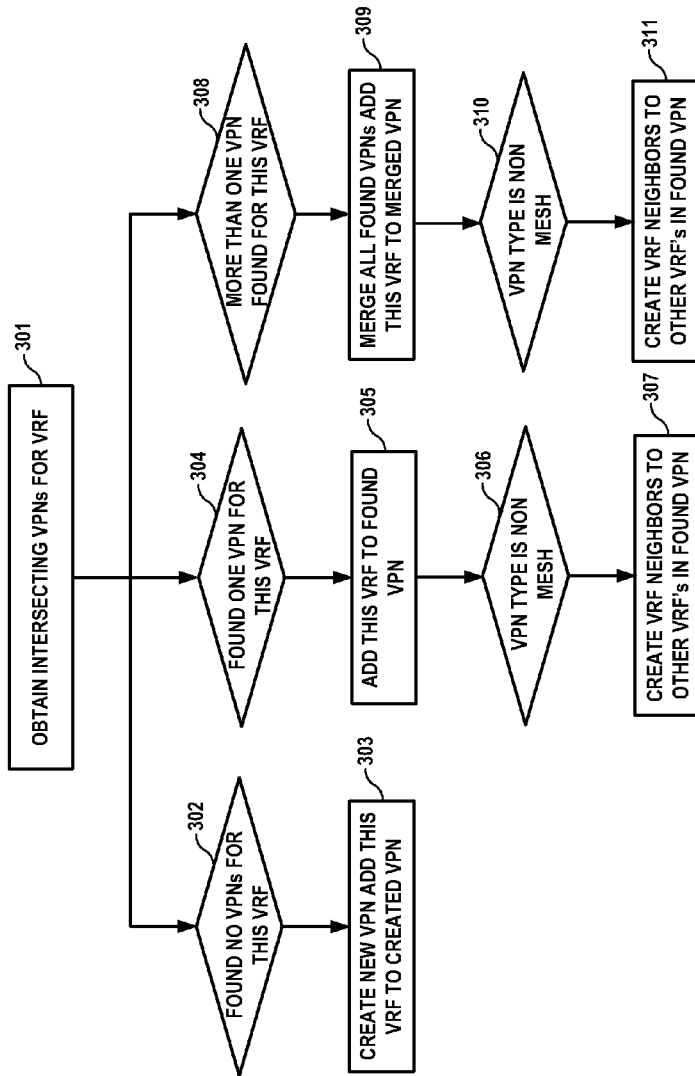 301
OBTAIN INTERSECTING VPNs FOR VRF
302
FOUND NO VPNs FOR
THIS VRF
303
CREATE NEW VPN ADD THIS
VRF TO CREATED VPN
304
FOUND ONE VPN FOR
THIS VRF
305
ADD THIS VRF TO FOUND
VPN
306
VPN TYPE IS NON
MESH
307
CREATE VRF NEIGHBORS TO
OTHER VRF's IN FOUND VPN
308
MORE THAN ONE VPN
FOUND FOR THIS VRF
309
MERGE ALL FOUND VPNs ADD
THIS VRF TO MERGED VPN
310
VPN TYPE IS NON
MESH
311
CREATE VRF NEIGHBORS TO
OTHER VRF's IN FOUND VPN